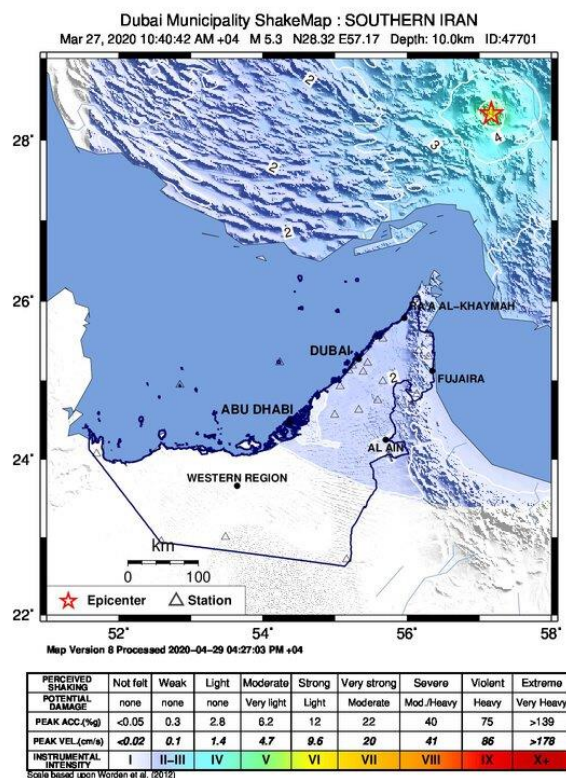 Dubai Municipality ShakeMap : SOUTHERN IRAN
Mar 27, 2020 10:40:42 AM +04 M 5.3 N28.32 E57.17 Depth: 10.0km ID:47701
2
4
3
28°
2
2
26°
RA'A AL-KHAYMAH
DUBAI
2
FUJAIRA
ABU DHABI
AL AIN
24°
WESTERN REGION
km
0 100
Epicenter Station
22°
52° 54° 56° 58°
Map Version 8 Processed 2020-04-29 04:27:03 PM +04
PERCEIVED SHAKING Not felt Weak Light Moderate Strong Very strong Severe Violent Extreme
POTENTIAL DAMAGE none none none Very light Light Moderate Mod./Heavy Heavy Very Heavy
PEAK ACC.(%g) <0.05 0.3 2.8 6.2 12 22 40 75 >139
PEAK VEL.(cm/s) <0.02 0.1 1.4 4.7 9.6 20 41 86 >178
INSTRUMENTAL INTENSITY I II-III IV V VI VII VIII IX X+
Scale based upon Worden et al. (2012)